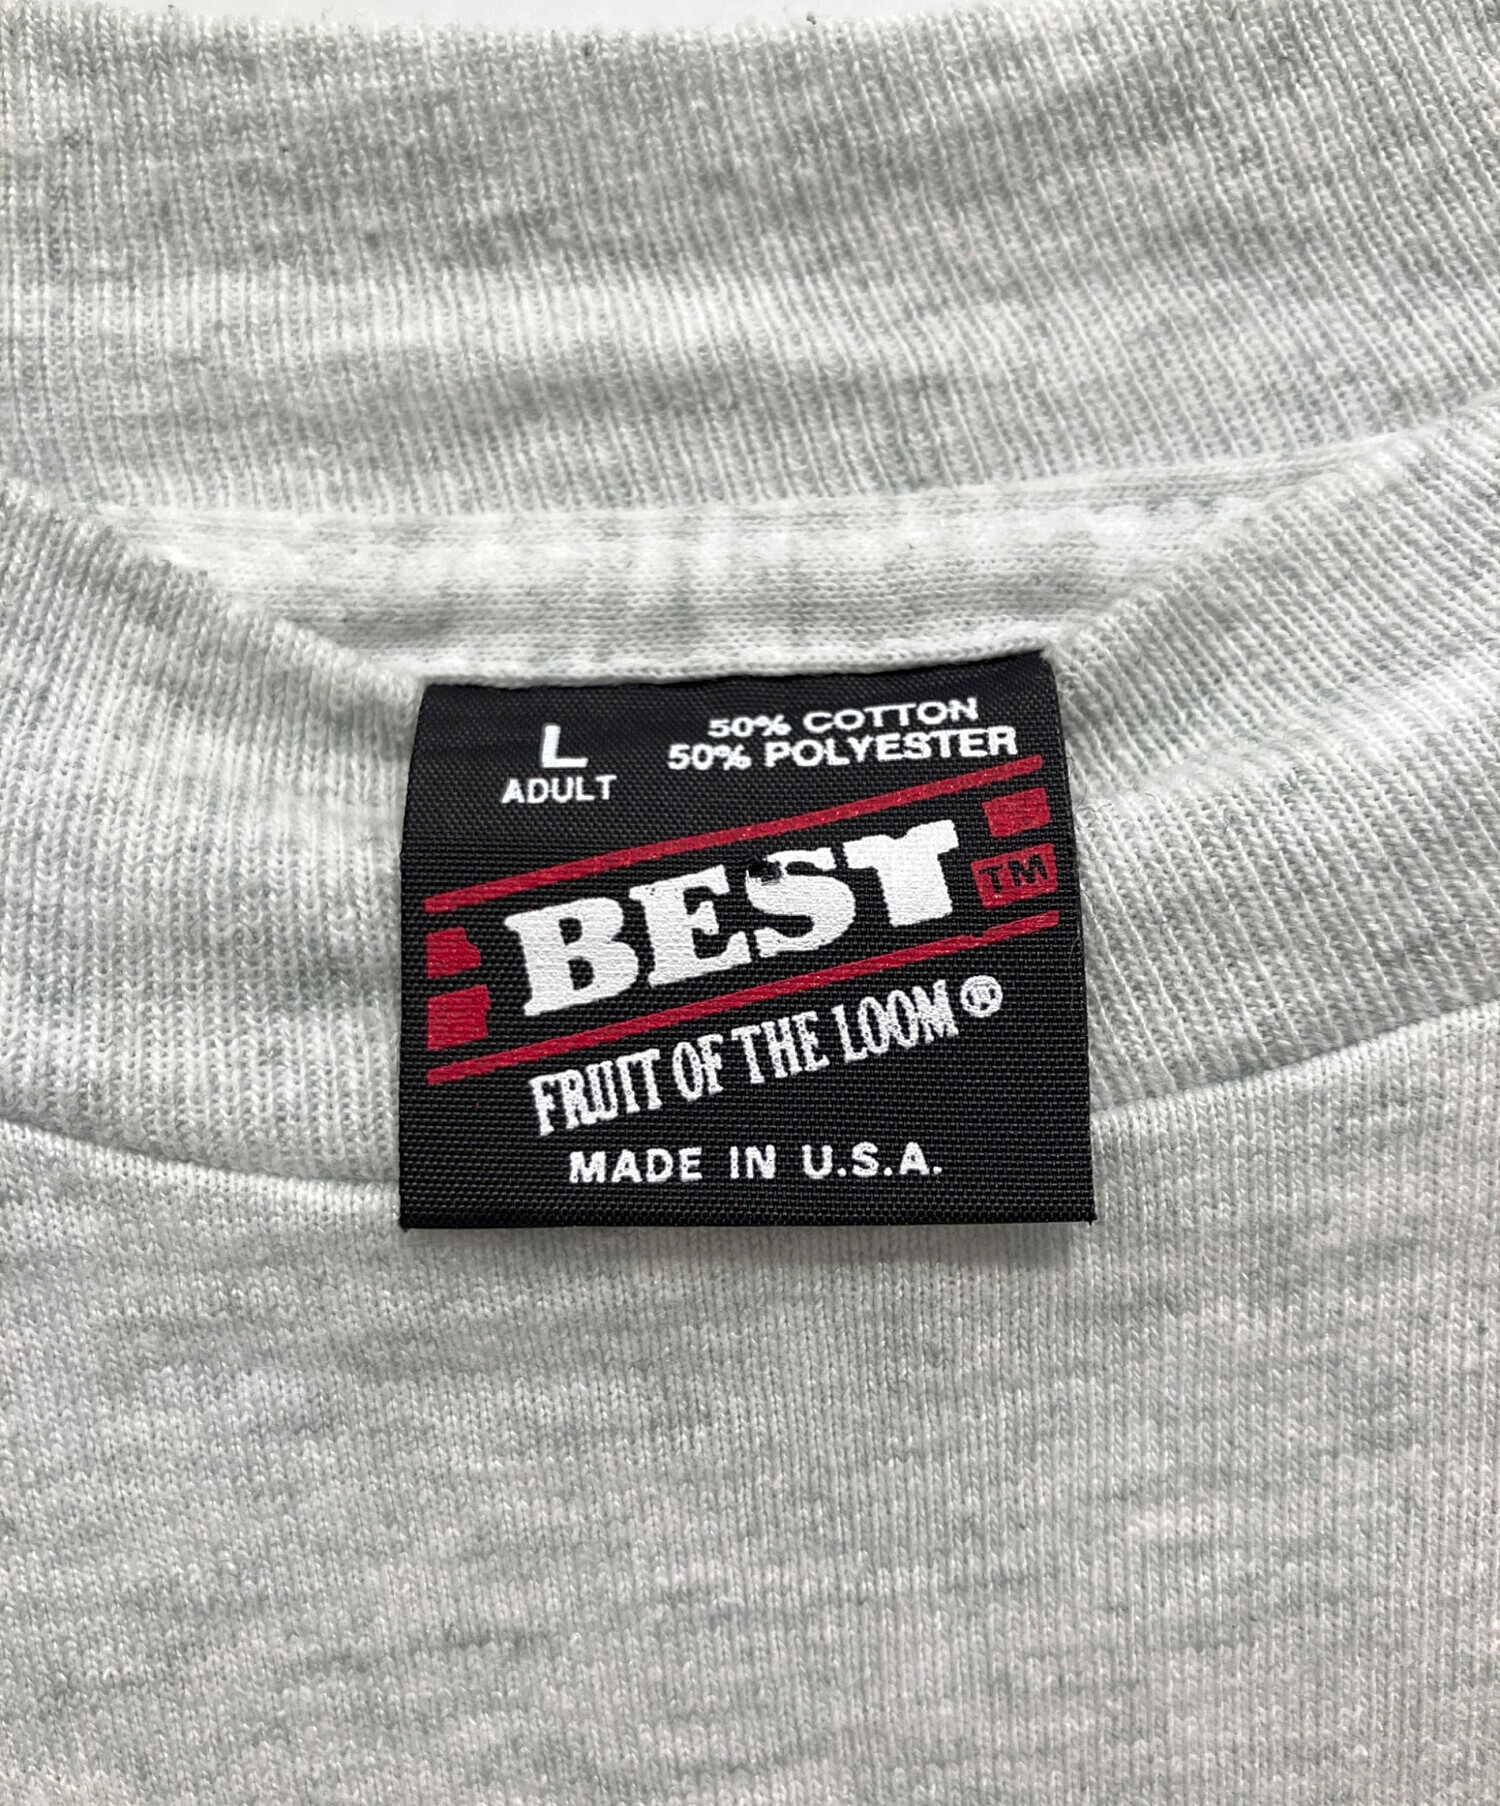 L
ADULT
50% COTTON
50% POLYESTER
BEST TM
FRUIT OF THE LOOM®
MADE IN U.S.A.